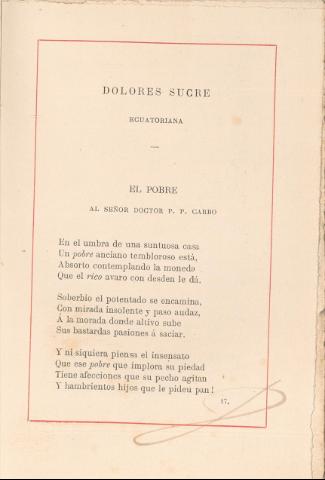 DOLORES SUCRE
ECUATORIANA
EL POBRE
AL SEÑOR DOCTOR P. P. CARBO
En el umbra de una suntuosa casa
Un pobre anciano tembloroso está,
Absorto contemplando la monedo
Que el rico avaro con desden le dá.
Soberbio el potentado se encamina,
Con mirada insolente y paso audaz,
Á la morada donde altivo sube
Sus bastardas pasiones á saciar.
Y ni siquiera piensa el insensato
Que ese pobre que implora su piedad
Tiene afecciones que su pecho agitan
Y hambrientos hijos que le piden pan!
17.